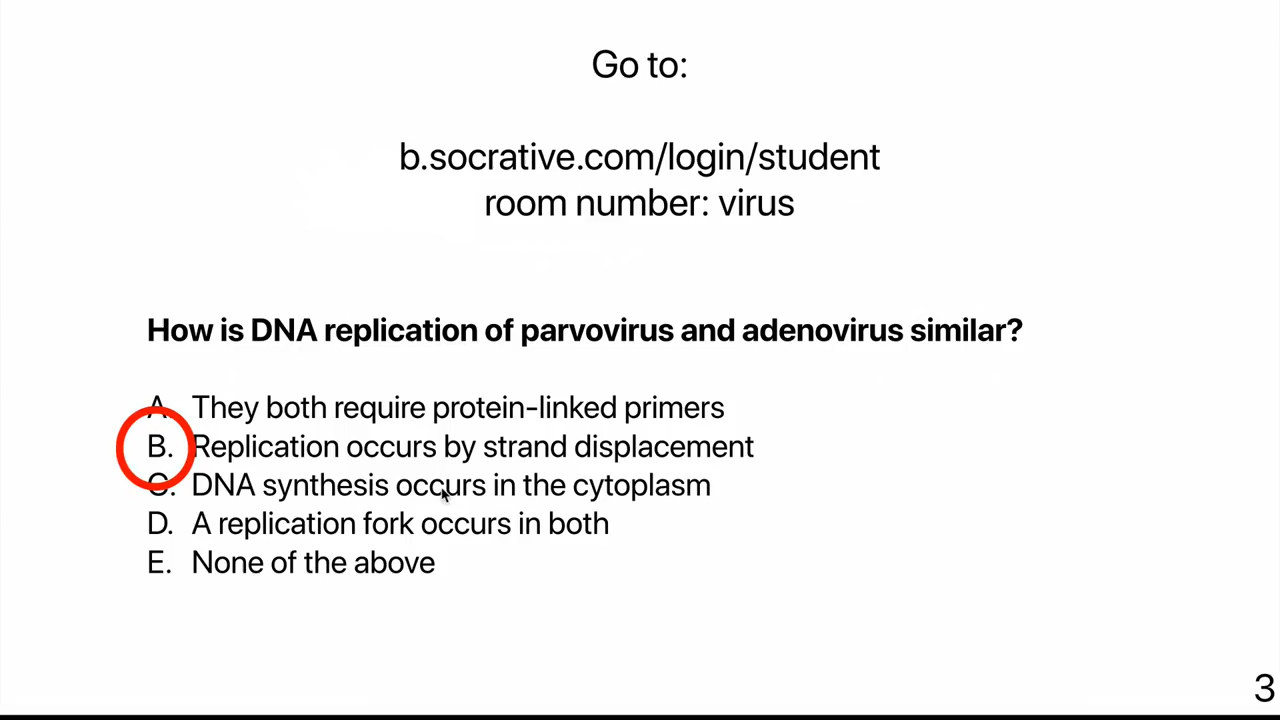 Go to:
b.socrative.com/login/student
room number: virus
How is DNA replication of parvovirus and adenovirus similar?
A. They both require protein-linked primers
B. Replication occurs by strand displacement
C. DNA synthesis occurs in the cytoplasm
D. A replication fork occurs in both
E. None of the above
3